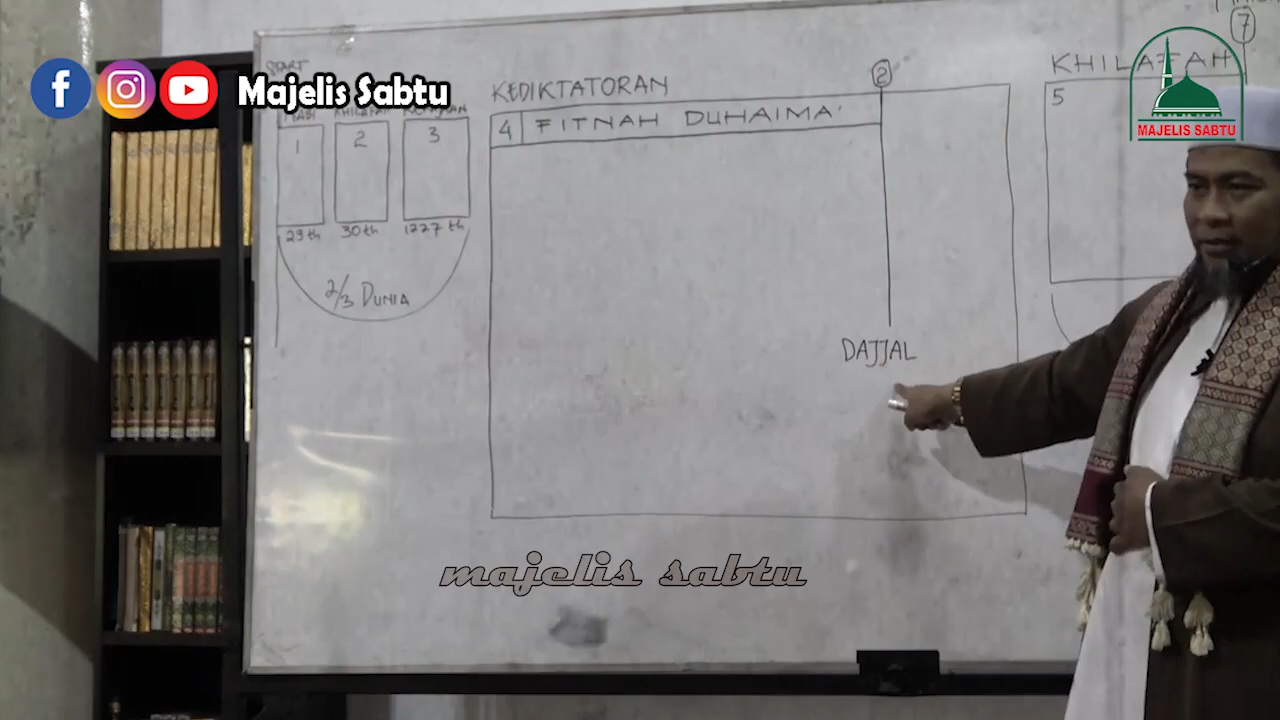 START
Majelis Sabtu
KEDIKTATORAN
2
KHILAFAH
7
MAJELIS SABTU
1
2
3
4 FITNAH DUHAIMA'
5
23 th
30 th
1227 th
2/3 DUNIA
DAJJAL
majelis sabtu